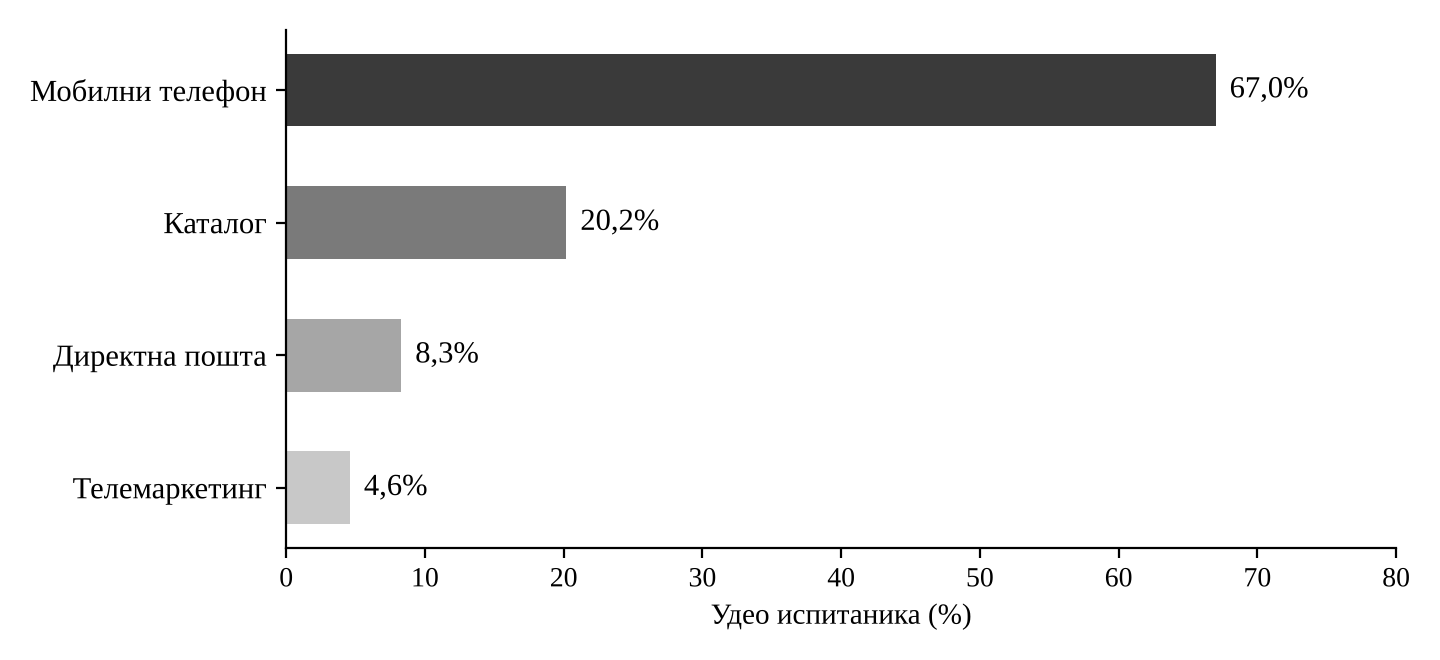 Мобилни телефон 67,0%
Каталог 20,2%
Директна пошта 8,3%
Телемаркетинг 4,6%
0 10 20 30 40 50 60 70 80
Удео испитаника (%)